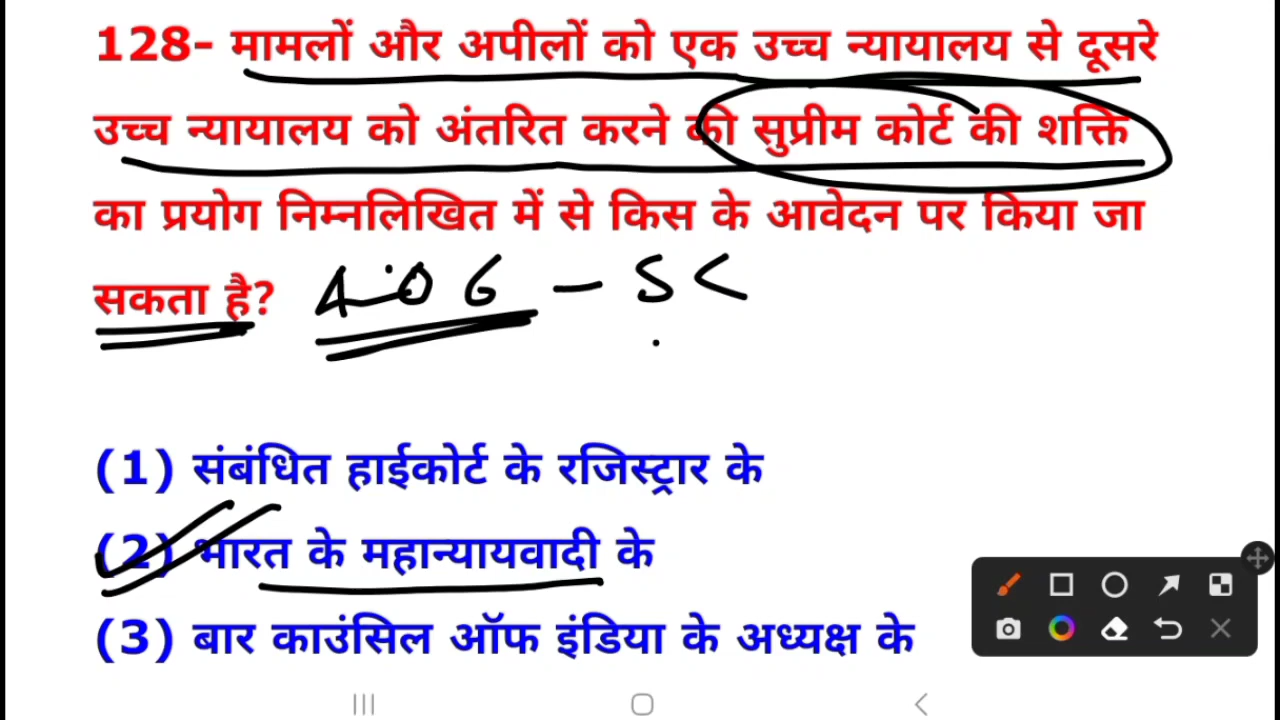 128- मामलों और अपीलों को एक उच्च न्यायालय से दूसरे
उच्च न्यायालय को अंतरित करने की सुप्रीम कोर्ट की शक्ति
का प्रयोग निम्नलिखित में से किस के आवेदन पर किया जा
सकता है? A.O G - SC
(1) संबंधित हाईकोर्ट के रजिस्ट्रार के
(2) भारत के महान्यायवादी के
(3) बार काउंसिल ऑफ इंडिया के अध्यक्ष के